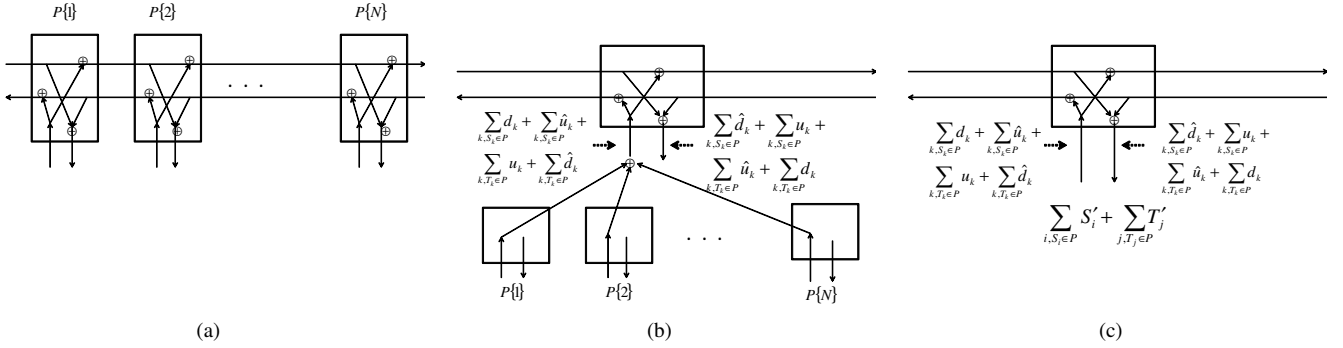 P{1} P{2} P{N}
. . .
∑_{k,S_k∈P} d_k + ∑_{k,S_k∈P} û_k +
∑_{k,T_k∈P} u_k + ∑_{k,T_k∈P} d̂_k
∑_{k,S_k∈P} d̂_k + ∑_{k,S_k∈P} u_k +
∑_{k,T_k∈P} û_k + ∑_{k,T_k∈P} d_k
. . .
P{1} P{2} P{N}
∑_{k,S_k∈P} d_k + ∑_{k,S_k∈P} û_k +
∑_{k,T_k∈P} u_k + ∑_{k,T_k∈P} d̂_k
∑_{k,S_k∈P} d̂_k + ∑_{k,S_k∈P} u_k +
∑_{k,T_k∈P} û_k + ∑_{k,T_k∈P} d_k
∑_{i,S_i∈P} S'_i + ∑_{j,T_j∈P} T'_j
(a) (b) (c)